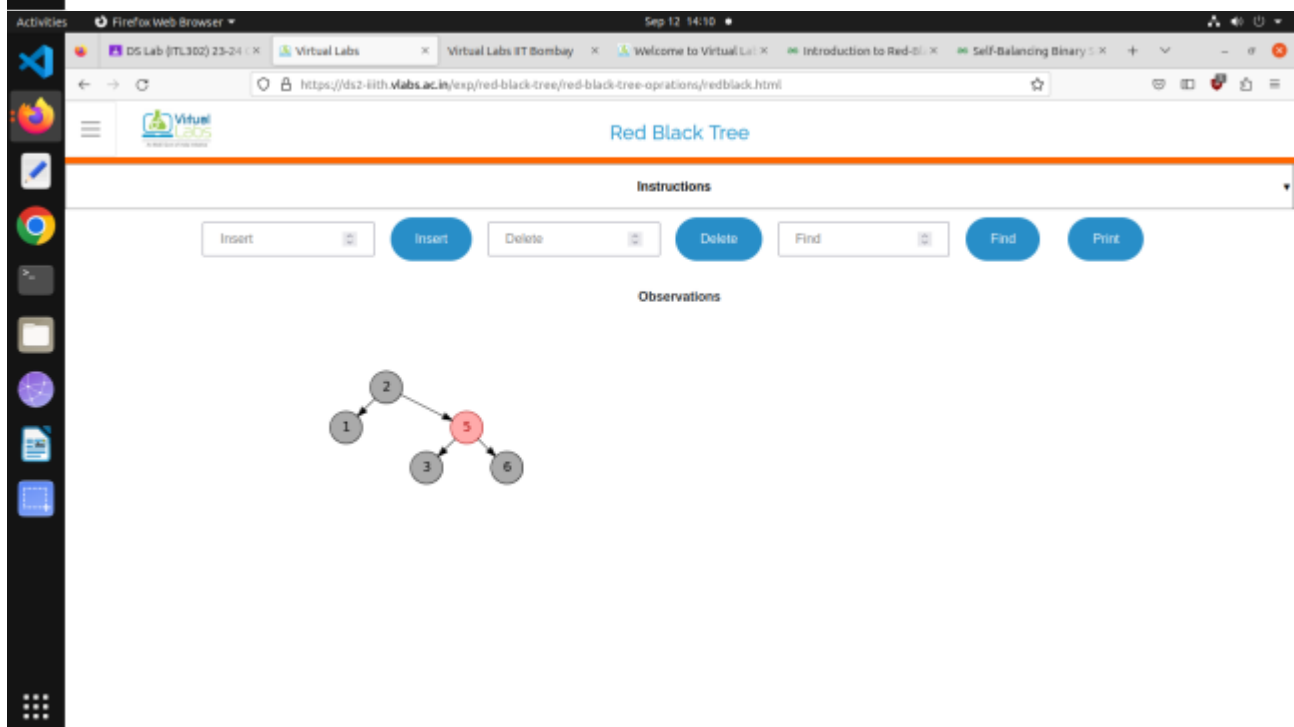 Activities Firefox Web Browser Sep 12 14:10
DS Lab (ITL302) 23-24 ( Virtual Labs Virtual Labs IIT Bombay Welcome to Virtual Lal Introduction to Red-Bl Self-Balancing Binary S
https://ds2-iiith.vlabs.ac.in/exp/red-black-tree/red-black-tree-oprations/redblack.html
Virtual
Labs
Red Black Tree
Instructions
Insert Insert Delete Delete Find Find Print
Observations
2
1 5
3 6